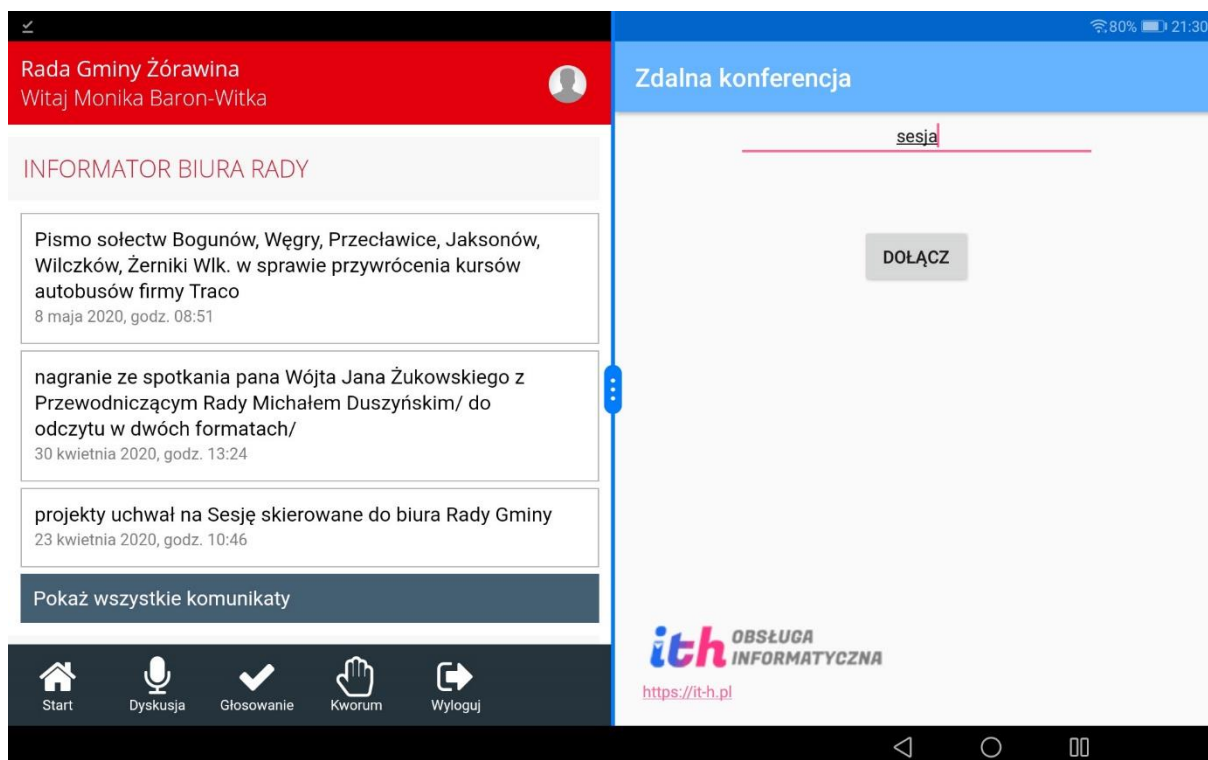 80% 21:30
Rada Gminy Żórawina
Witaj Monika Baron-Witka
INFORMATOR BIURA RADY
Pismo sołectw Bogunów, Węgry, Przecławice, Jaksonów,
Wilczków, Żerniki Wlk. w sprawie przywrócenia kursów
autobusów firmy Traco
8 maja 2020, godz. 08:51
nagranie ze spotkania pana Wójta Jana Żukowskiego z
Przewodniczącym Rady Michałem Duszyńskim/ do
odczytu w dwóch formatach/
30 kwietnia 2020, godz. 13:24
projekty uchwał na Sesję skierowane do biura Rady Gminy
23 kwietnia 2020, godz. 10:46
Pokaż wszystkie komunikaty
Start Dyskusja Głosowanie Kworum Wyloguj
Zdalna konferencja
sesja
DOŁĄCZ
ith OBSŁUGA
INFORMATYCZNA
https://it-h.pl